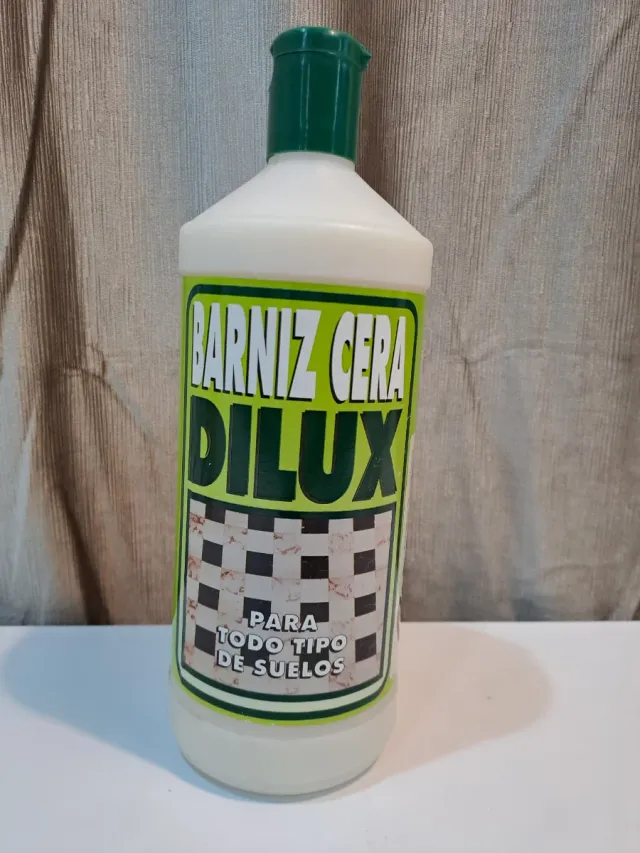 BARNIZ CERA
DILUX
PARA
TODO TIPO
DE SUELOS